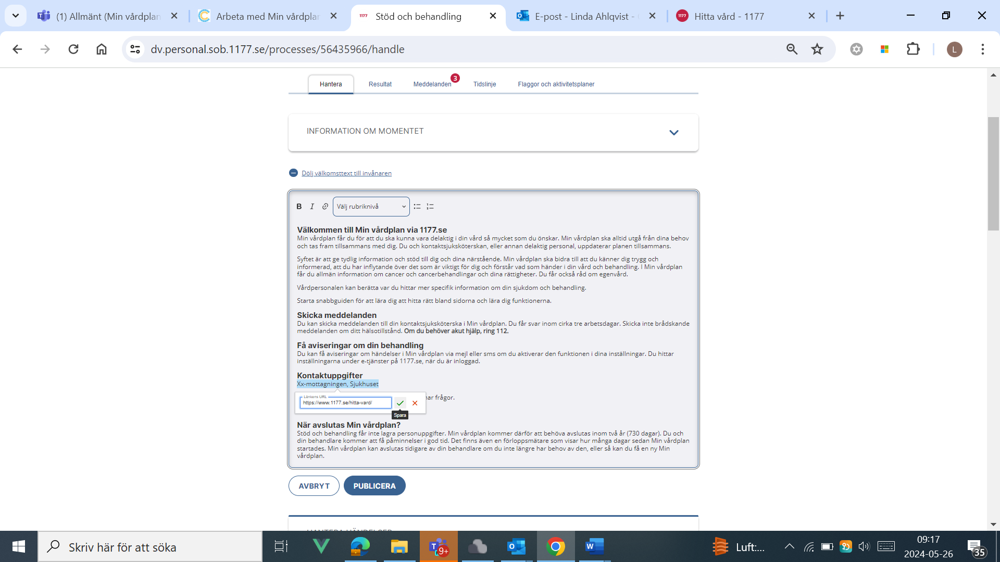 (1) Allmänt (Min vårdplan
Arbeta med Min vårdplan
1177 Stöd och behandling
E-post - Linda Ahlqvist -
1177 Hitta vård - 1177
dv.personal.sob.1177.se/processes/56435966/handle
L
Hantera
Resultat
Meddelanden 3
Tidslinje
Flaggor och aktivitetsplaner
INFORMATION OM MOMENTET
Dölj välkomsttext till invånaren
B I Välj rubriknivå
Välkommen till Min vårdplan via 1177.se
Min vårdplan får du för att du ska kunna vara delaktig i din vård så mycket som du önskar. Min vårdplan ska alltid utgå från dina behov
och tas fram tillsammans med dig. Du och kontaktsjuksköterskan, eller annan delaktig personal, uppdaterar planen tillsammans.
Syftet är att ge tydlig information och stöd till dig och dina närstående. Min vårdplan ska bidra till att du känner dig trygg och
informerad, att du har inflytande över det som är viktigt för dig och förstår vad som händer i din vård och behandling. I Min vårdplan
får du allmän information om cancer och cancerbehandlingar och dina rättigheter. Du får också råd om egenvård.
Vårdpersonalen kan berätta var du hittar mer specifik information om din sjukdom och behandling.
Starta snabbguiden för att lära dig att hitta rätt bland sidorna och lära dig funktionerna.
Skicka meddelanden
Du kan skicka meddelanden till din kontaktsjuksköterska i Min vårdplan. Du får svar inom cirka tre arbetsdagar. Skicka inte brådskande
meddelanden om ditt hälsotillstånd. Om du behöver akut hjälp, ring 112.
Få aviseringar om din behandling
Du kan få aviseringar om händelser i Min vårdplan via mejl eller sms om du aktiverar den funktionen i dina inställningar. Du hittar
inställningarna under e-tjänster på 1177.se, när du är inloggad.
Kontaktuppgifter
Xx-mottagningen, Sjukhuset
Länkens URL
https://www.1177.se/hitta-vard/
har frågor.
Spara
När avslutas Min vårdplan?
Stöd och behandling får inte lagra personuppgifter. Min vårdplan kommer därför att behöva avslutas inom två år (730 dagar). Du och
din behandlare kommer att få påminnelser i god tid. Det finns även en förloppsmätare som visar hur många dagar sedan Min vårdplan
startades. Min vårdplan kan avslutas tidigare av din behandlare om du inte längre har behov av den, eller så kan du få en ny Min
vårdplan.
AVBRYT
PUBLICERA
HANTERA HÄNDELSER
Skriv här för att söka
9+
Luft:...
09:17
2024-05-26
35